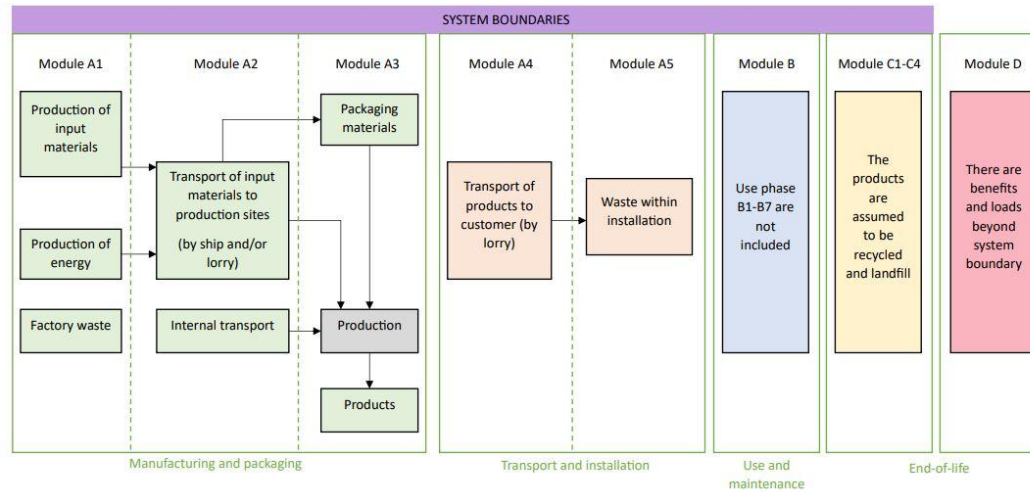 SYSTEM BOUNDARIES
Module A1
Module A2
Module A3
Module A4
Module A5
Module B
Module C1-C4
Module D
Production of
input
materials
Production of
energy
Factory waste
Transport of input
materials to
production sites
(by ship and/or
lorry)
Internal transport
Packaging
materials
Production
Products
Transport of
products to
customer (by
lorry)
Waste within
installation
Use phase
B1-B7 are
not
included
The
products
are
assumed
to be
recycled
and landfill
There are
benefits
and loads
beyond
system
boundary
Manufacturing and packaging
Transport and installation
Use and
maintenance
End-of-life